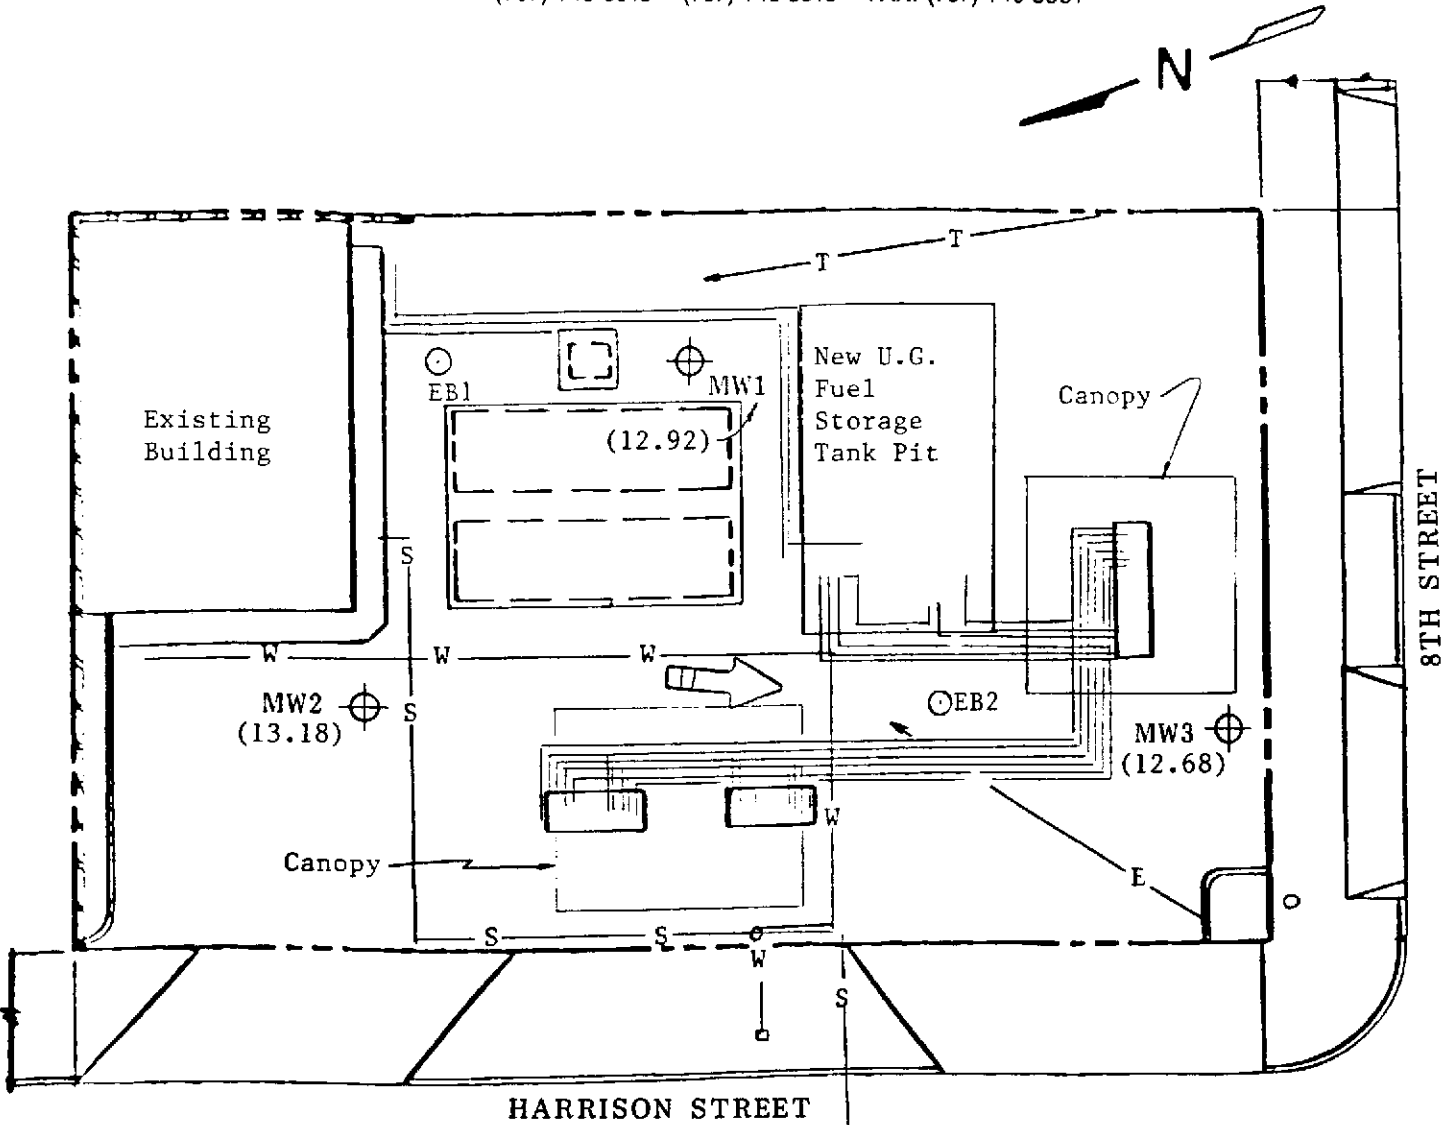 N
T
T
New U.G.
Fuel
Storage
Tank Pit
EB1
MW1
Canopy
Existing
Building
(12.92)
8TH STREET
S
W
W
W
MW2
(13.18)
S
EB2
MW3
(12.68)
W
Canopy
E
S
S
W
S
HARRISON STREET